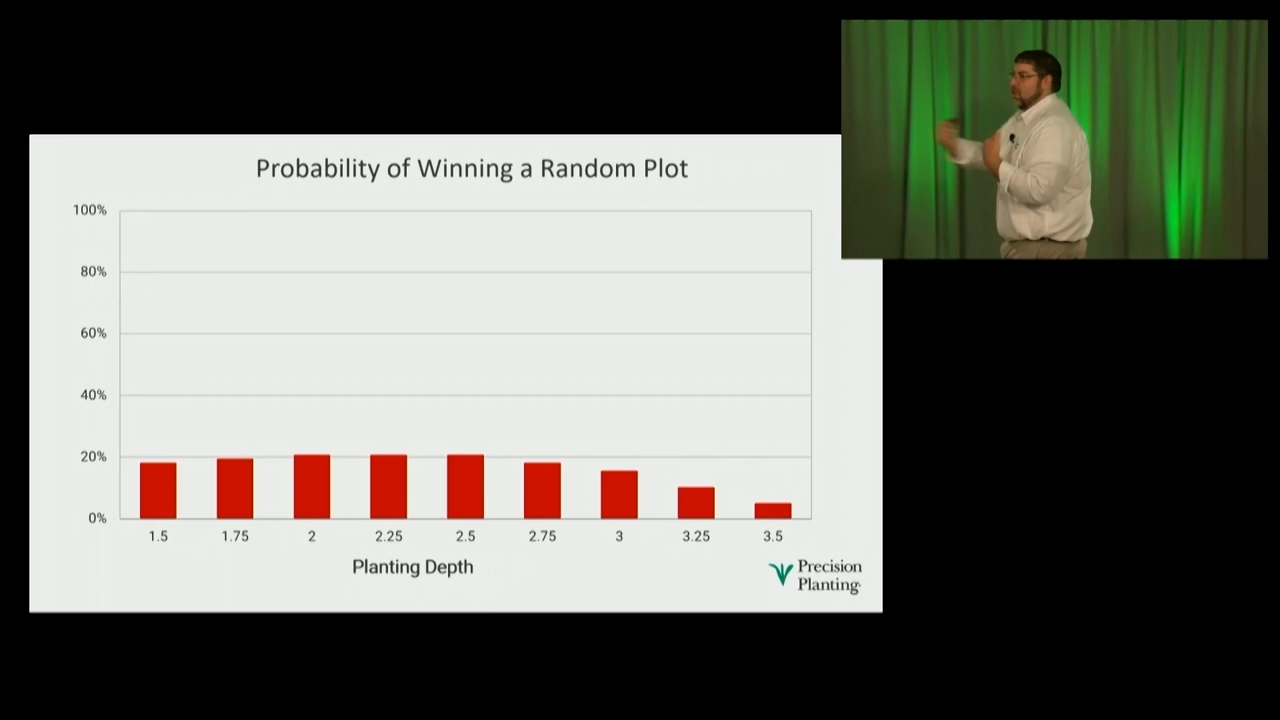 Probability of Winning a Random Plot
100%
80%
60%
40%
20%
0%
1.5 1.75 2 2.25 2.5 2.75 3 3.25 3.5
Planting Depth
Precision
Planting